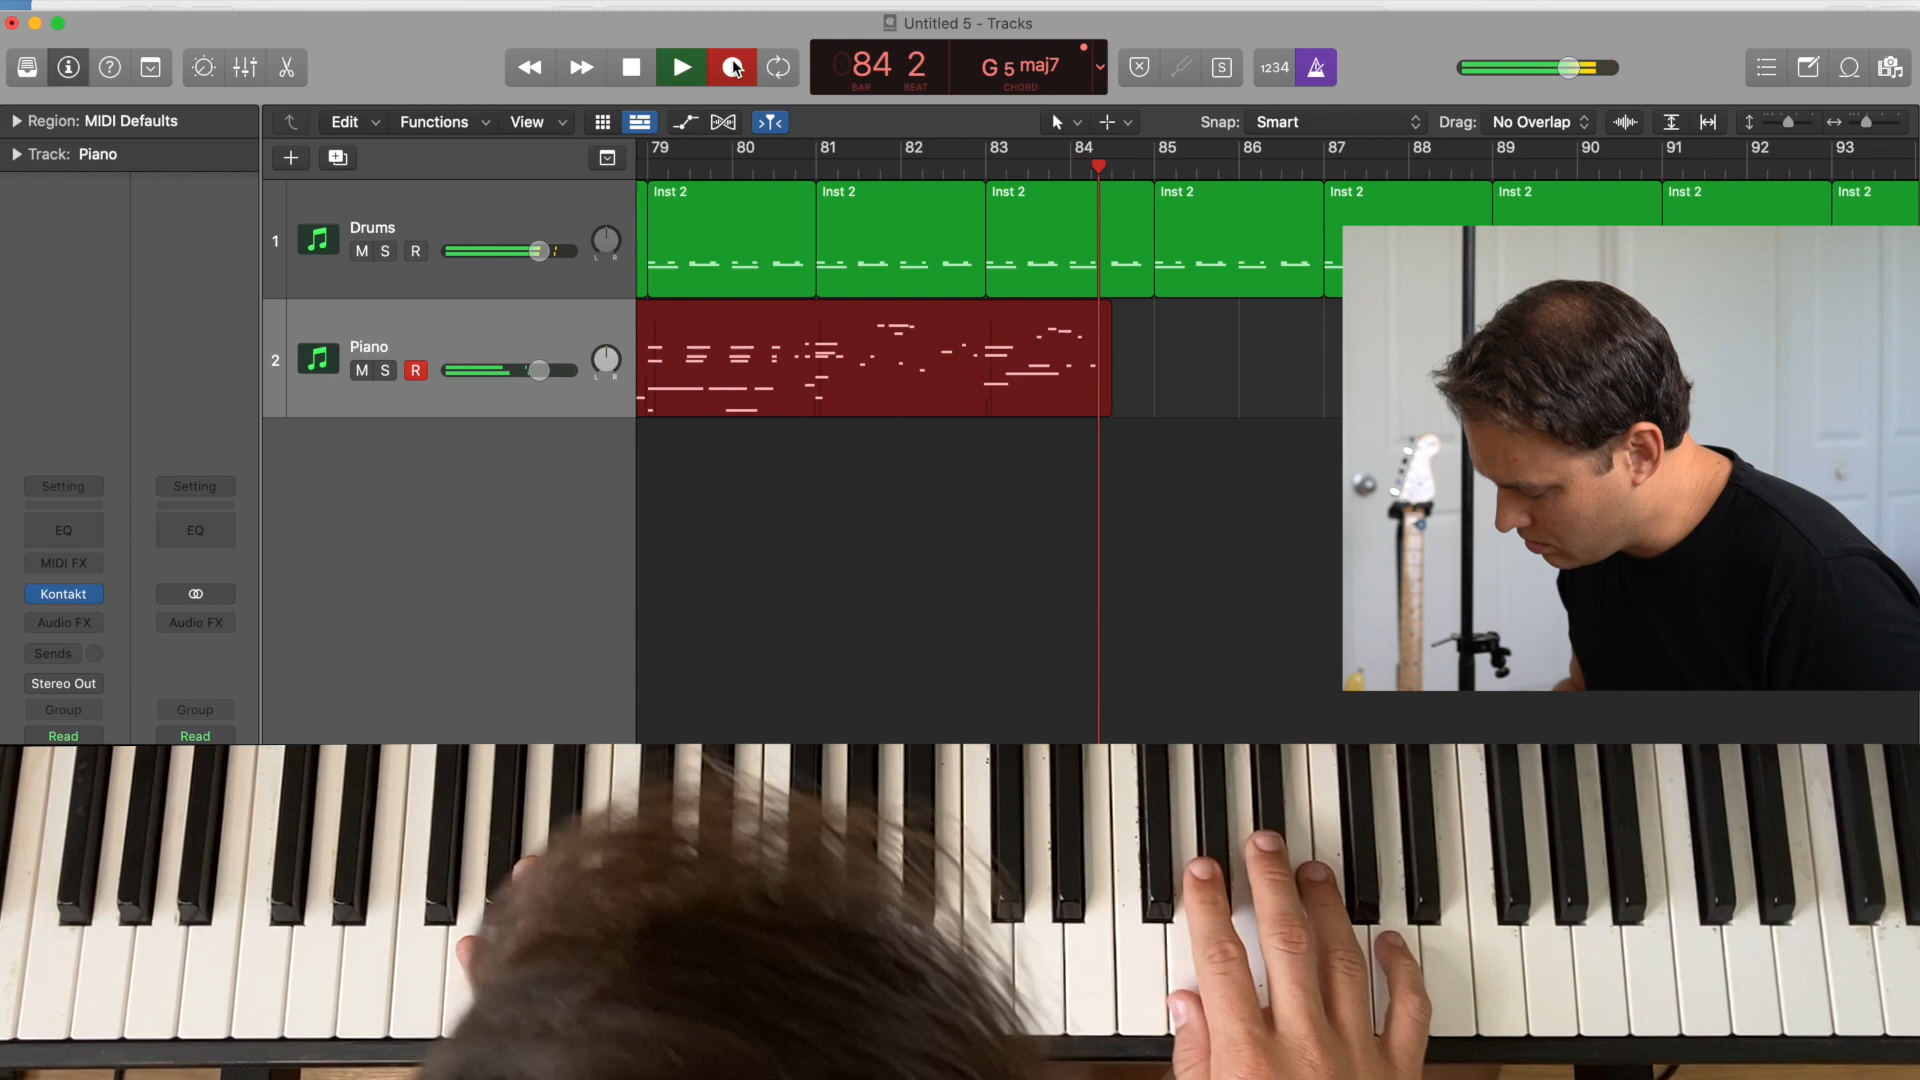 Untitled 5 - Tracks
84 2
BAR BEAT
G 5 maj7
CHORD
S
1234
Region: MIDI Defaults
Track: Piano
Edit Functions View
Snap: Smart
Drag: No Overlap
79 80 81 82 83 84 85 86 87 88 89 90 91 92 93
Inst 2 Inst 2 Inst 2 Inst 2 Inst 2 Inst 2 Inst 2 Inst 2
1
Drums
M S R
L R
2
Piano
M S R
L R
Setting Setting
EQ EQ
MIDI FX
Kontakt
Audio FX Audio FX
Sends
Stereo Out
Group Group
Read Read